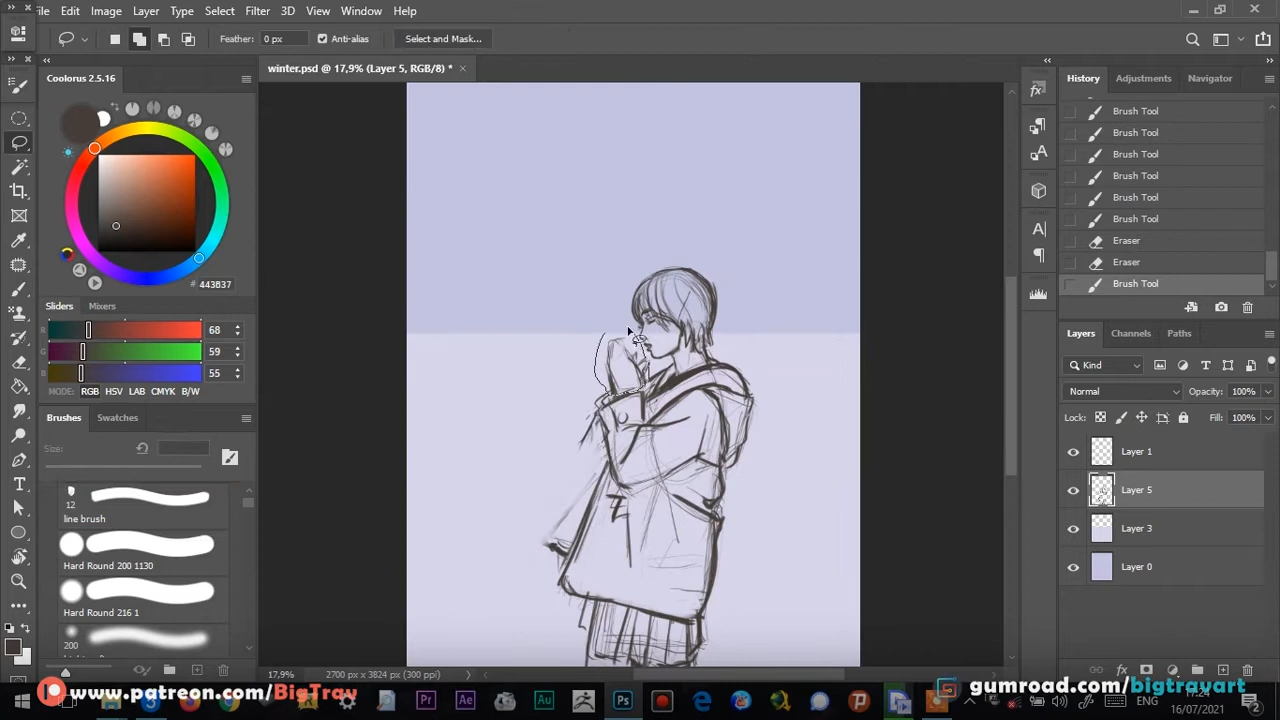 File Edit Image Layer Type Select Filter 3D View Window Help
Feather: 0 px Anti-alias Select and Mask...
Coolorus 2.5.16
winter.psd @ 17,9% (Layer 5, RGB/8) *
History Adjustments Navigator
Brush Tool
Brush Tool
Brush Tool
Brush Tool
Brush Tool
Brush Tool
Eraser
Eraser
Brush Tool
# 443837
Sliders Mixers
R 68
G 59
B 55
MODE: RGB HSV LAB CMYK B/W
Brushes Swatches
Size:
12
line brush
Hard Round 200 1130
Hard Round 216 1
200
Layers Channels Paths
Kind
Normal Opacity: 100%
Lock: Fill: 100%
Layer 1
Layer 5
Layer 3
Layer 0
17,9% 2700 px x 3824 px (300 ppi)
www.patreon.com/BigTrav
gumroad.com/bigtravart
ENG 17:24
16/07/2021 2